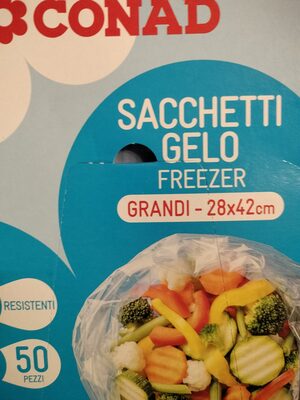 CONAD
SACCHETTI
GELO
FREEZER
GRANDI - 28x42cm
RESISTENTI
50
PEZZI